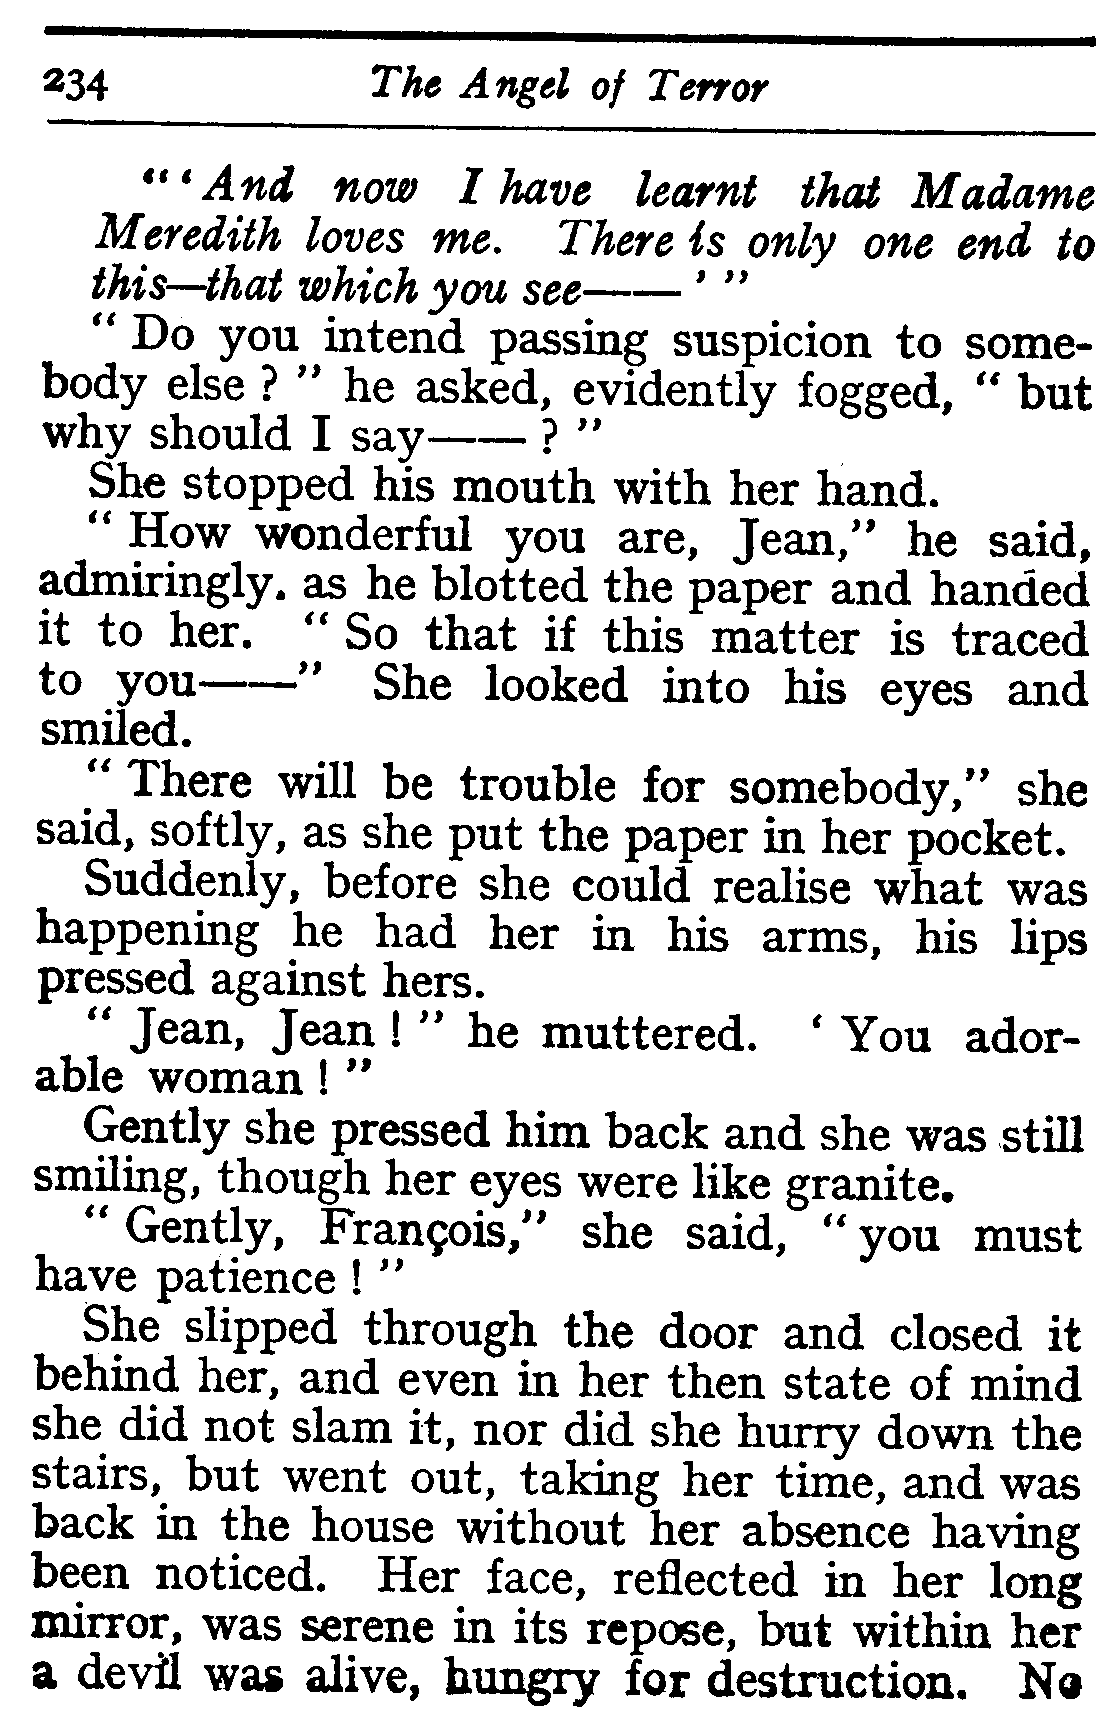 234 The Angel of Terror
“ ‘ And now I have learnt that Madame
Meredith loves me. There is only one end to
this—that which you see—— ’ ”
“ Do you intend passing suspicion to some-
body else ? ” he asked, evidently fogged, “ but
why should I say—— ? ”
She stopped his mouth with her hand.
“ How wonderful you are, Jean,” he said,
admiringly. as he blotted the paper and handed
it to her. “ So that if this matter is traced
to you——” She looked into his eyes and
smiled.
“ There will be trouble for somebody,” she
said, softly, as she put the paper in her pocket.
Suddenly, before she could realise what was
happening he had her in his arms, his lips
pressed against hers.
“ Jean, Jean ! ” he muttered. ‘ You ador-
able woman ! ”
Gently she pressed him back and she was still
smiling, though her eyes were like granite.
“ Gently, François,” she said, “ you must
have patience ! ”
She slipped through the door and closed it
behind her, and even in her then state of mind
she did not slam it, nor did she hurry down the
stairs, but went out, taking her time, and was
back in the house without her absence having
been noticed. Her face, reflected in her long
mirror, was serene in its repose, but within her
a devil was alive, hungry for destruction. No